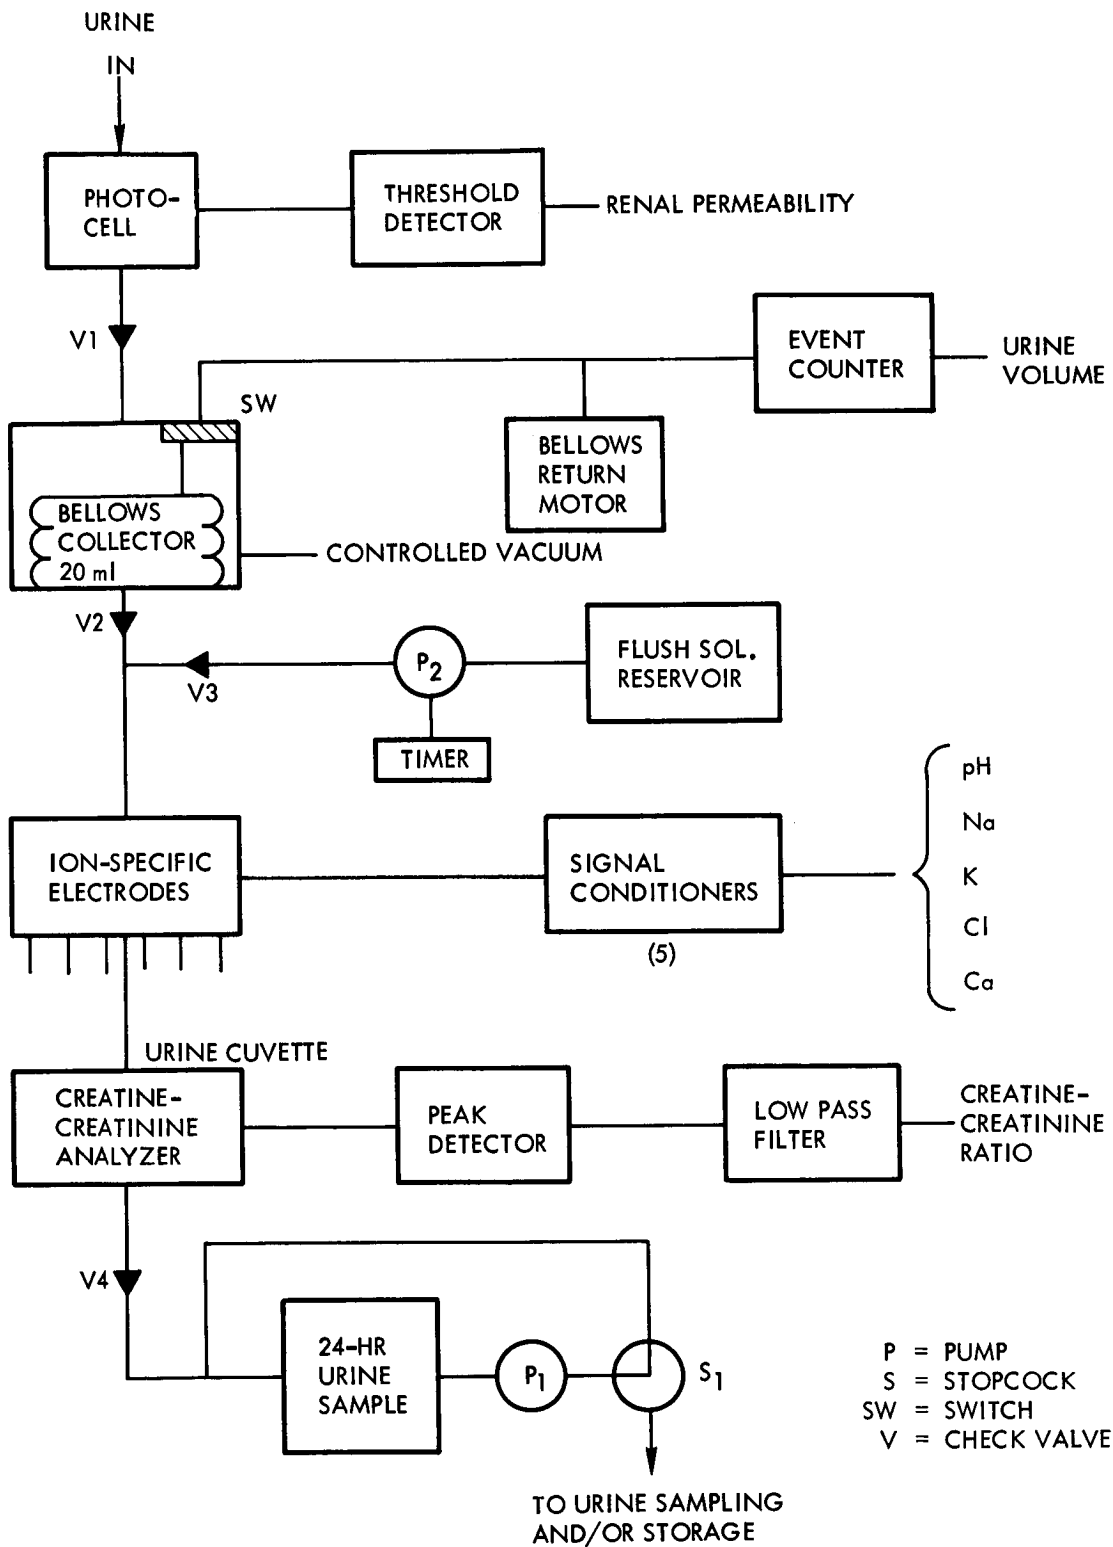 URINE
IN
PHOTO-
CELL
THRESHOLD
DETECTOR
RENAL PERMEABILITY
V1
EVENT
COUNTER
URINE
VOLUME
SW
BELLOWS
RETURN
MOTOR
BELLOWS
COLLECTOR
20 ml
CONTROLLED VACUUM
V2
V3
P2
FLUSH SOL.
RESERVOIR
TIMER
ION-SPECIFIC
ELECTRODES
SIGNAL
CONDITIONERS
(5)
pH
Na
K
Cl
Ca
URINE CUVETTE
CREATINE-
CREATININE
ANALYZER
PEAK
DETECTOR
LOW PASS
FILTER
CREATINE-
CREATININE
RATIO
V4
24-HR
URINE
SAMPLE
P1
S1
P = PUMP
S = STOPCOCK
SW = SWITCH
V = CHECK VALVE
TO URINE SAMPLING
AND/OR STORAGE